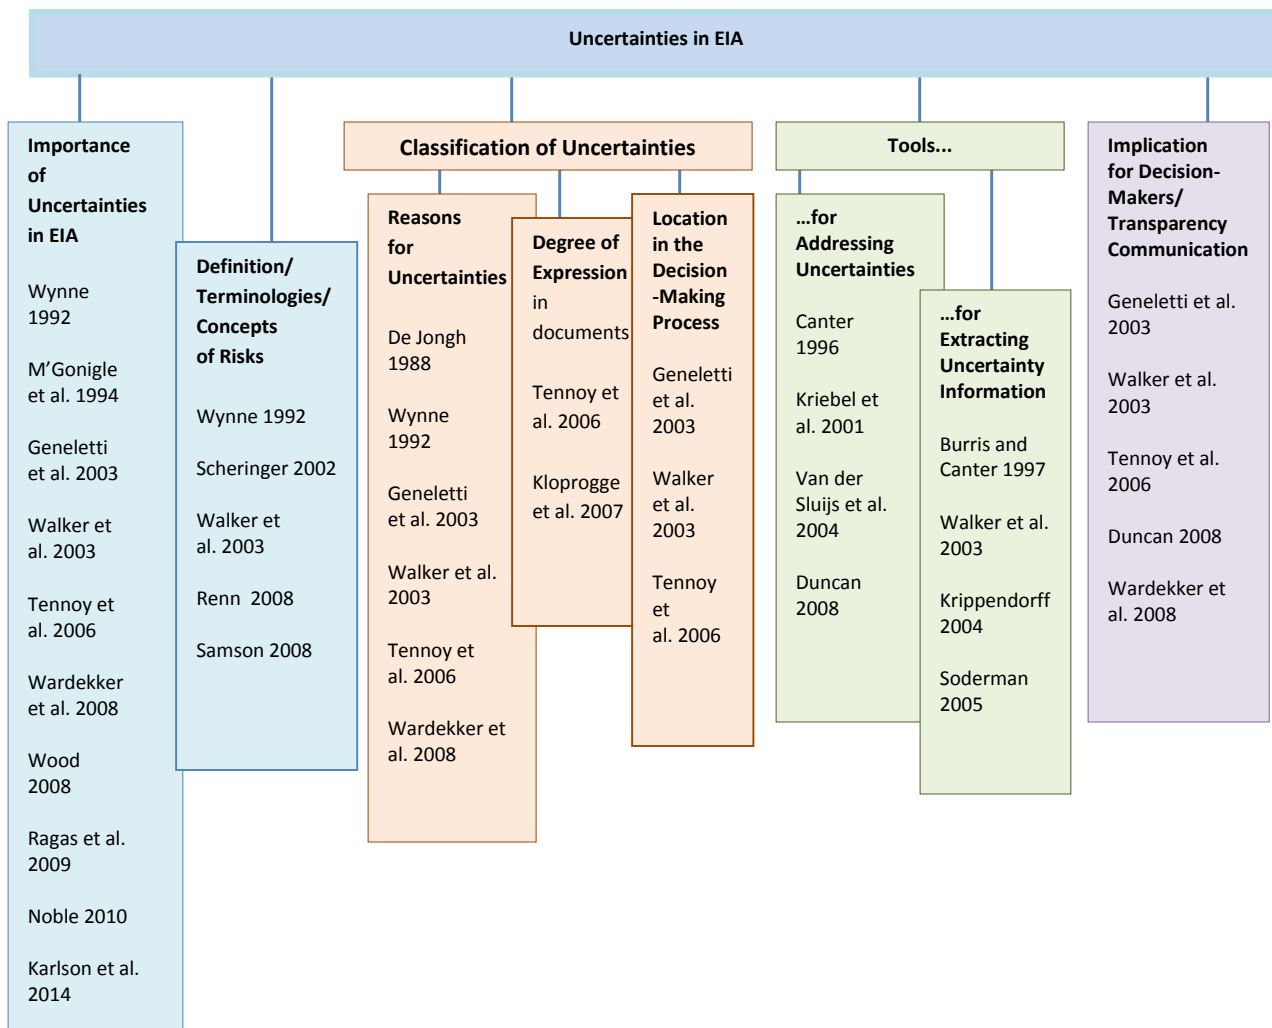 Uncertainties in EIA
Importance
of
Uncertainties
in EIA
Wynne
1992
M’Gonigle
et al. 1994
Geneletti
et al. 2003
Walker et
al. 2003
Tennoy et
al. 2006
Wardekker
et al. 2008
Wood
2008
Ragas et al.
2009
Noble 2010
Karlson et al.
2014
Definition/
Terminologies/
Concepts
of Risks
Wynne 1992
Scheringer 2002
Walker et
al. 2003
Renn 2008
Samson 2008
Classification of Uncertainties
Reasons
for
Uncertainties
De Jongh
1988
Wynne
1992
Geneletti
et al. 2003
Walker et al.
2003
Tennoy et
al. 2006
Wardekker et
al. 2008
Degree of
Expression
in
documents
Tennoy et
al. 2006
Kloprogge
et al. 2007
Location
in the
Decision
-Making
Process
Geneletti
et al.
2003
Walker
et al.
2003
Tennoy
et
al. 2006
Tools...
...for
Addressing
Uncertainties
Canter
1996
Kriebel et
al. 2001
Van der
Sluijs et al.
2004
Duncan
2008
...for
Extracting
Uncertainty
Information
Burris and
Canter 1997
Walker et al.
2003
Krippendorff
2004
Soderman
2005
Implication
for Decision-
Makers/
Transparency
Communication
Geneletti et al.
2003
Walker et al.
2003
Tennoy et al.
2006
Duncan 2008
Wardekker et
al. 2008